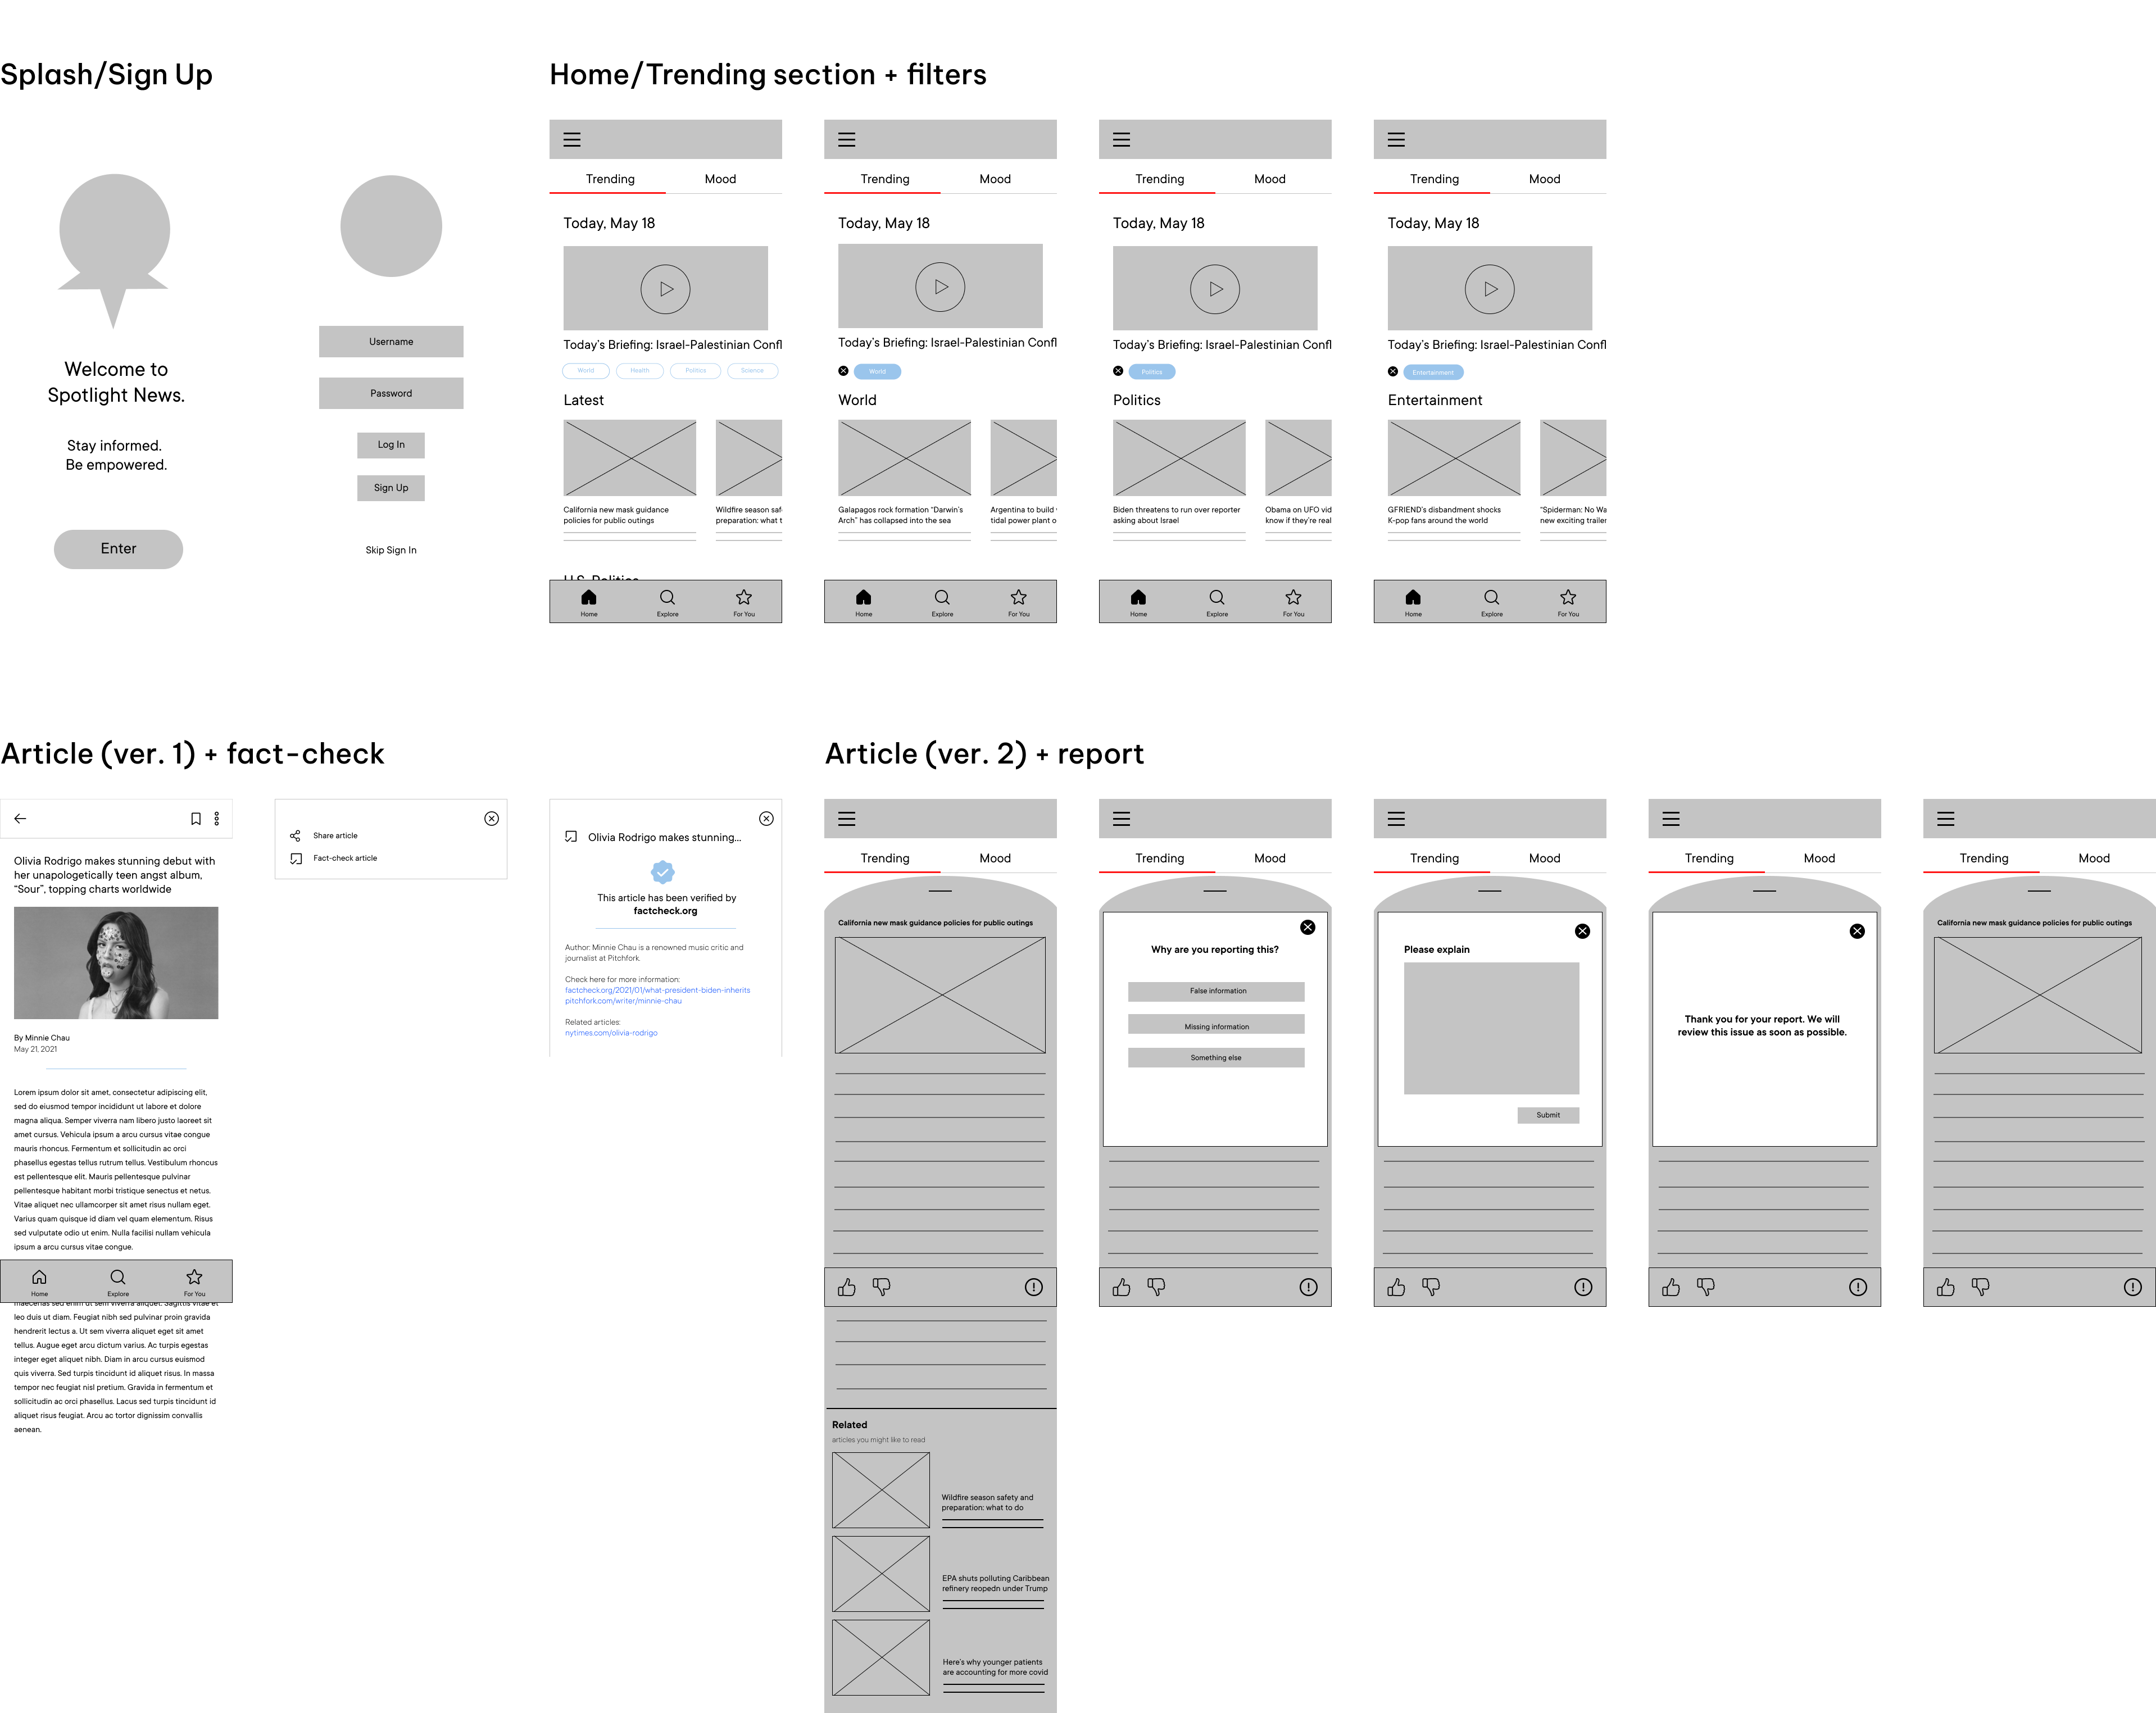 Splash/Sign Up
Welcome to
Spotlight News.
Stay informed.
Be empowered.
Enter
Username
Password
Log In
Sign Up
Skip Sign In
Home/Trending section + filters
Trending
Mood
Today, May 18
Today's Briefing: Israel-Palestinian Confl
World
Health
Politics
Science
Latest
California new mask guidance
policies for public outings
Wildfire season saf
preparation: what t
U.S. Politics
Home
Explore
For You
Trending
Mood
Today, May 18
Today's Briefing: Israel-Palestinian Confl
World
World
Galapagos rock formation “Darwin's
Arch” has collapsed into the sea
Argentina to build
tidal power plant o
Home
Explore
For You
Trending
Mood
Today, May 18
Today's Briefing: Israel-Palestinian Confl
Politics
Politics
Biden threatens to run over reporter
asking about Israel
Obama on UFO vid
know if they're real
Home
Explore
For You
Trending
Mood
Today, May 18
Today's Briefing: Israel-Palestinian Confl
Entertainment
Entertainment
GFRIEND's disbandment shocks
K-pop fans around the world
“Spiderman: No Wa
new exciting trailer
Home
Explore
For You
Article (ver. 1) + fact-check
Olivia Rodrigo makes stunning debut with
her unapologetically teen angst album,
“Sour”, topping charts worldwide
By Minnie Chau
May 21, 2021
Lorem ipsum dolor sit amet, consectetur adipiscing elit,
sed do eiusmod tempor incididunt ut labore et dolore
magna aliqua. Semper viverra nam libero justo laoreet sit
amet cursus. Vehicula ipsum a arcu cursus vitae congue
mauris rhoncus. Fermentum et sollicitudin ac orci
phasellus egestas tellus rutrum tellus. Vestibulum rhoncus
est pellentesque elit. Mauris pellentesque pulvinar
pellentesque habitant morbi tristique senectus et netus.
Vitae aliquet nec ullamcorper sit amet risus nullam eget.
Varius quam quisque id diam vel quam elementum. Risus
sed vulputate odio ut enim. Nulla facilisi nullam vehicula
ipsum a arcu cursus vitae congue.
Home
Explore
For You
maecenas sed enim ut sem viverra aliquet. Sagittis vitae et
leo duis ut diam. Feugiat nibh sed pulvinar proin gravida
hendrerit lectus a. Ut sem viverra aliquet eget sit amet
tellus. Augue eget arcu dictum varius. Ac turpis egestas
integer eget aliquet nibh. Diam in arcu cursus euismod
quis viverra. Sed turpis tincidunt id aliquet risus. In massa
tempor nec feugiat nisl pretium. Gravida in fermentum et
sollicitudin ac orci phasellus. Lacus sed turpis tincidunt id
aliquet risus feugiat. Arcu ac tortor dignissim convallis
aenean.
Share article
Fact-check article
Olivia Rodrigo makes stunning...
This article has been verified by
factcheck.org
Author: Minnie Chau is a renowned music critic and
journalist at Pitchfork.
Check here for more information:
factcheck.org/2021/01/what-president-biden-inherits
pitchfork.com/writer/minnie-chau
Related articles:
nytimes.com/olivia-rodrigo
Article (ver. 2) + report
Trending
Mood
California new mask guidance policies for public outings
Related
articles you might like to read
Wildfire season safety and
preparation: what to do
EPA shuts polluting Caribbean
refinery reopedn under Trump
Here's why younger patients
are accounting for more covid
Trending
Mood
Why are you reporting this?
False information
Missing information
Something else
Trending
Mood
Please explain
Submit
Trending
Mood
Thank you for your report. We will
review this issue as soon as possible.
Trending
Mood
California new mask guidance policies for public outings